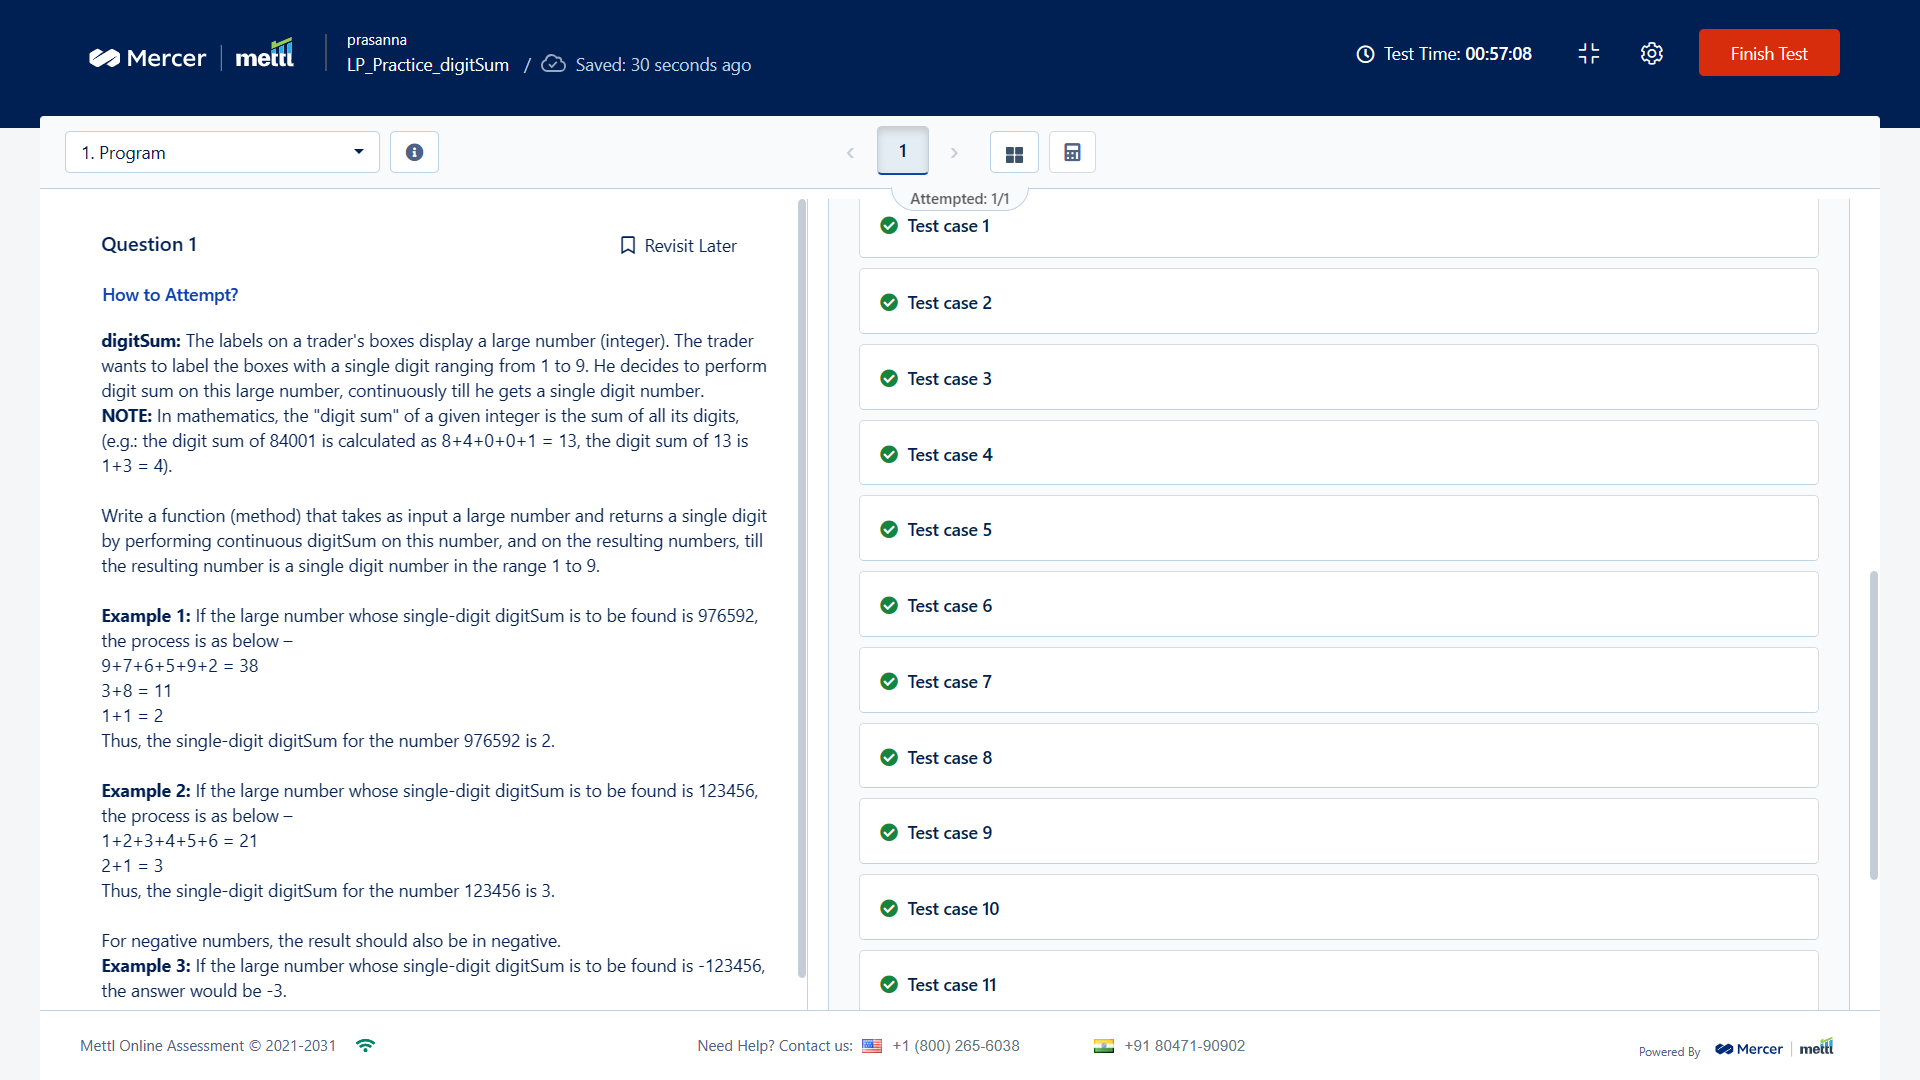 Mercer mettl
prasanna
LP_Practice_digitSum / Saved: 30 seconds ago
Test Time: 00:57:08
Finish Test
1. Program
1
Attempted: 1/1
Question 1
Revisit Later
How to Attempt?
digitSum: The labels on a trader's boxes display a large number (integer). The trader
wants to label the boxes with a single digit ranging from 1 to 9. He decides to perform
digit sum on this large number, continuously till he gets a single digit number.
NOTE: In mathematics, the "digit sum" of a given integer is the sum of all its digits,
(e.g.: the digit sum of 84001 is calculated as 8+4+0+0+1 = 13, the digit sum of 13 is
1+3 = 4).
Write a function (method) that takes as input a large number and returns a single digit
by performing continuous digitSum on this number, and on the resulting numbers, till
the resulting number is a single digit number in the range 1 to 9.
Example 1: If the large number whose single-digit digitSum is to be found is 976592,
the process is as below –
9+7+6+5+9+2 = 38
3+8 = 11
1+1 = 2
Thus, the single-digit digitSum for the number 976592 is 2.
Example 2: If the large number whose single-digit digitSum is to be found is 123456,
the process is as below –
1+2+3+4+5+6 = 21
2+1 = 3
Thus, the single-digit digitSum for the number 123456 is 3.
For negative numbers, the result should also be in negative.
Example 3: If the large number whose single-digit digitSum is to be found is -123456,
the answer would be -3.
Test case 1
Test case 2
Test case 3
Test case 4
Test case 5
Test case 6
Test case 7
Test case 8
Test case 9
Test case 10
Test case 11
Mettl Online Assessment © 2021-2031
Need Help? Contact us: +1 (800) 265-6038
+91 80471-90902
Powered By Mercer mettl